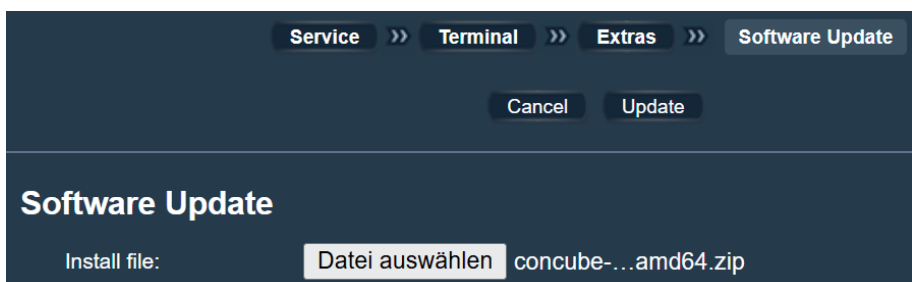 Service » Terminal » Extras » Software Update
Cancel Update
Software Update
Install file: Datei auswählen concube-...amd64.zip